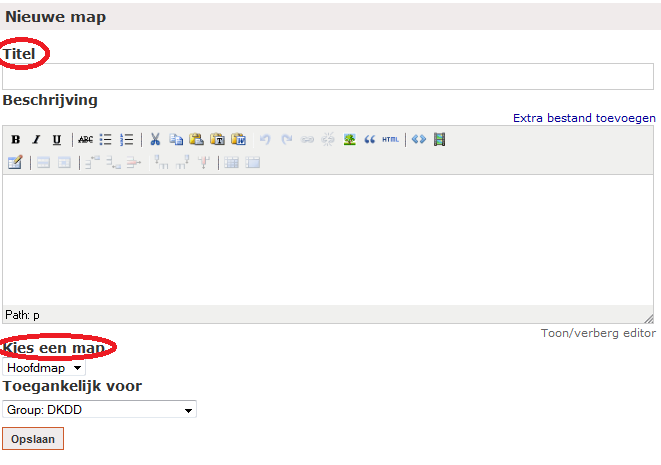 Nieuwe map
Titel
Beschrijving
Extra bestand toevoegen
B I U ABC HTML
Path: p
Toon/verberg editor
Kies een map
Hoofdmap
Toegankelijk voor
Group: DKDD
Opslaan